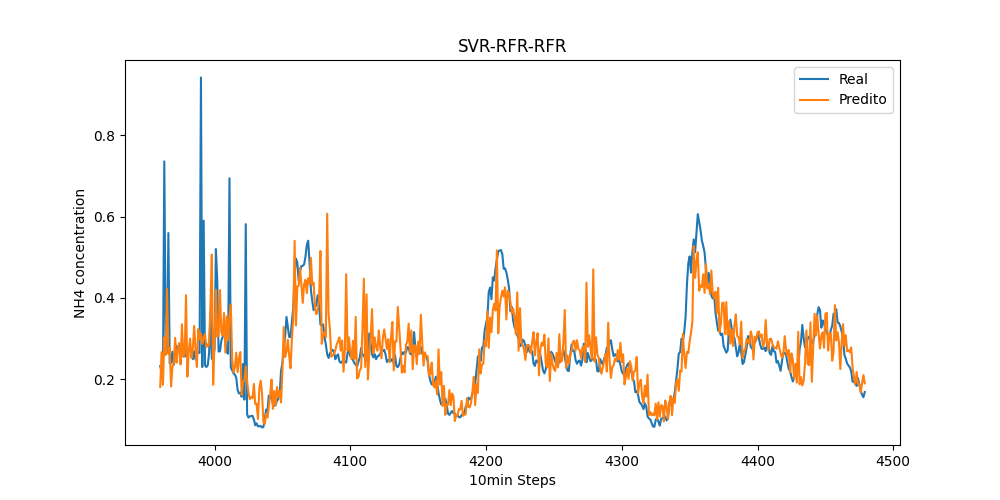 SVR-RFR-RFR
Real
Predito
NH4 concentration
0.8
0.6
0.4
0.2
4000 4100 4200 4300 4400 4500
10min Steps